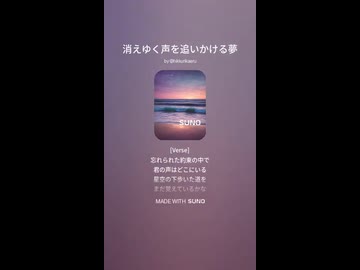 消えゆく声を追いかける夢
SUNO
[Verse]
忘れられた約束の中で
君の声はどこにいる
星空の下歩いた道を
まだ覚えているかな
MADE WITH SUNO